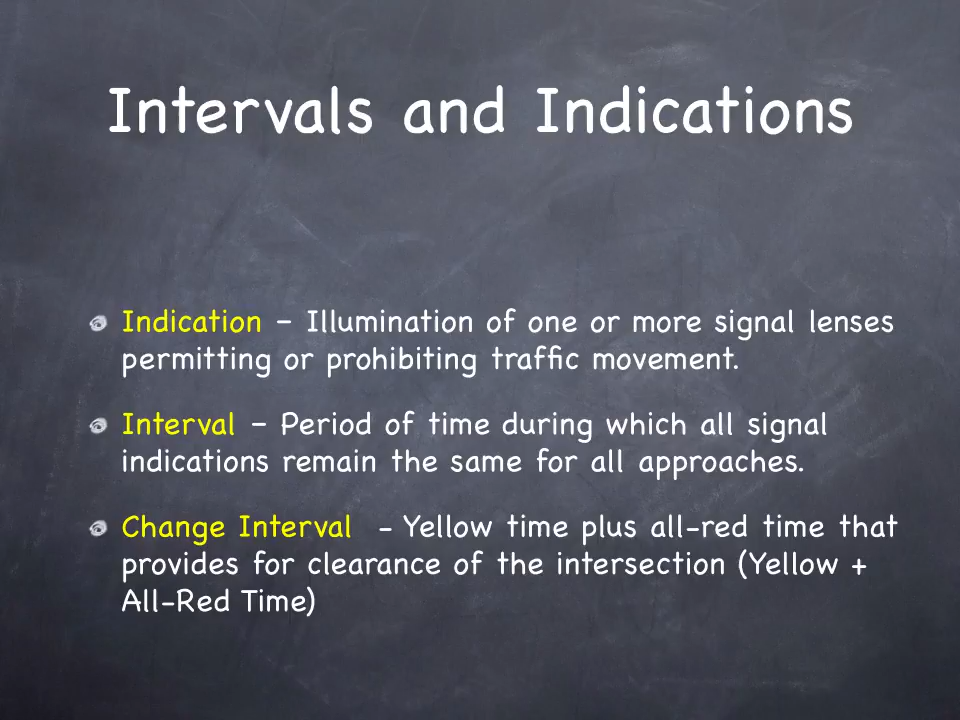 Intervals and Indications
Indication – Illumination of one or more signal lenses
permitting or prohibiting traffic movement.
Interval – Period of time during which all signal
indications remain the same for all approaches.
Change Interval - Yellow time plus all-red time that
provides for clearance of the intersection (Yellow +
All-Red Time)